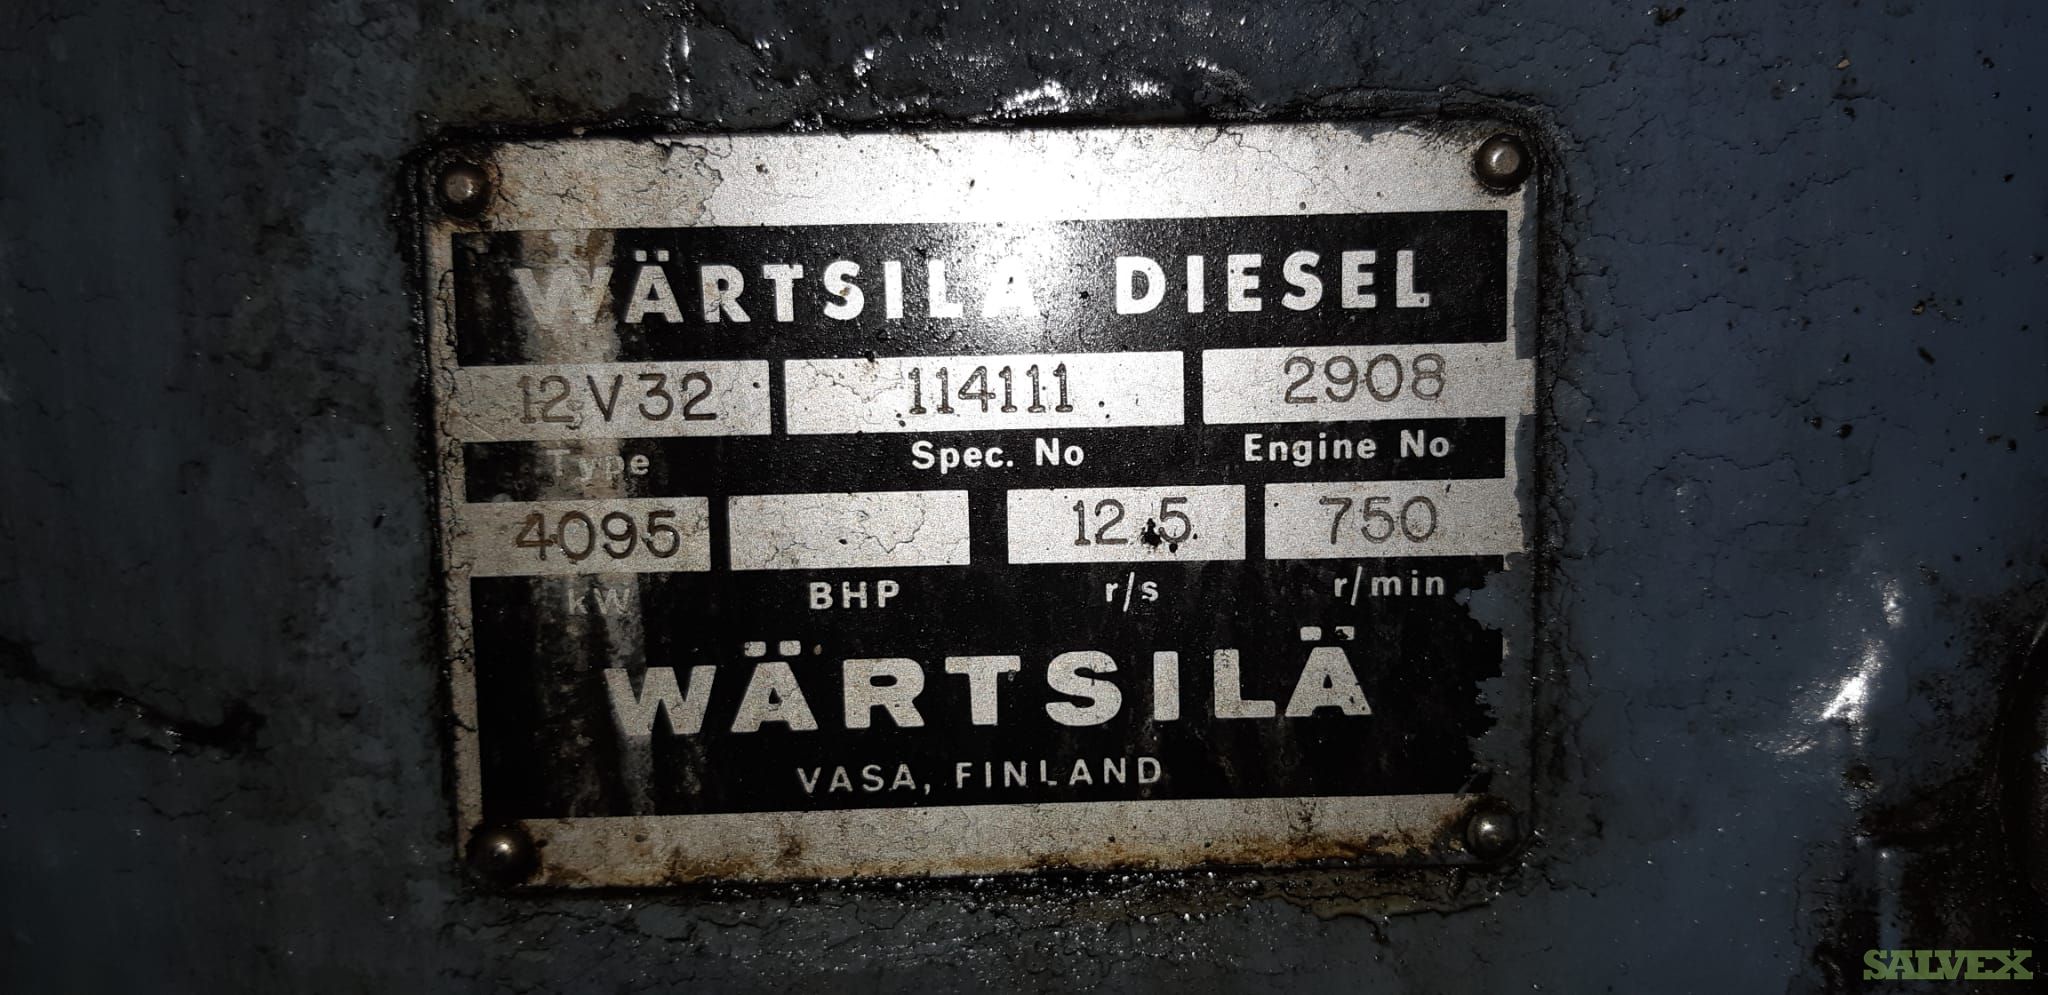 WÄRTSILÄ DIESEL
12V32 114111 2908
Type Spec. No Engine No
4095 12.5 750
kW BHP r/s r/min
WÄRTSILÄ
VASA, FINLAND
SALVEX